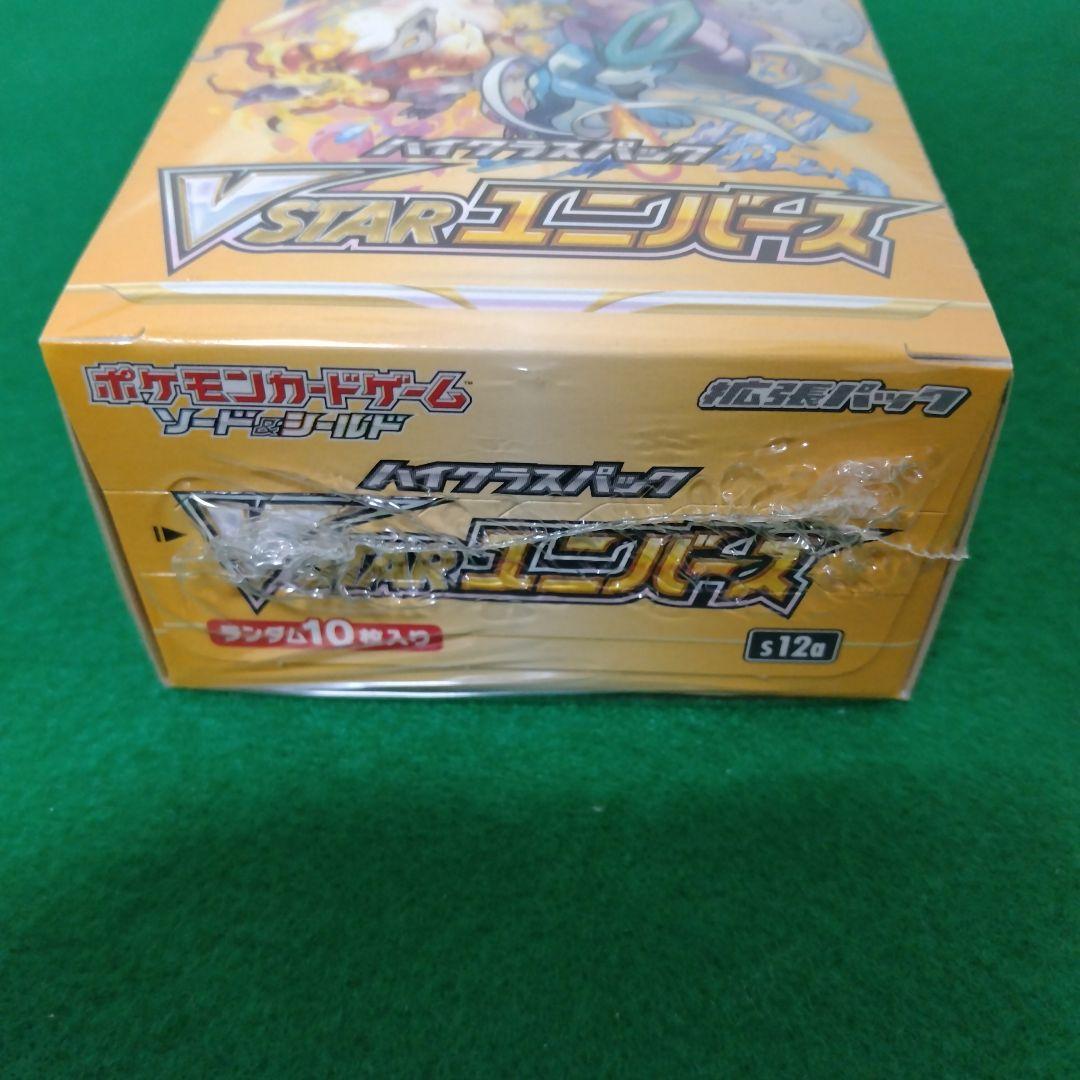 ハイクラスパック
VSTARユニバース
ポケモンカードゲーム™
ソード&シールド
拡張パック
ハイクラスパック
VSTARユニバース
ランダム10枚入り
s12a